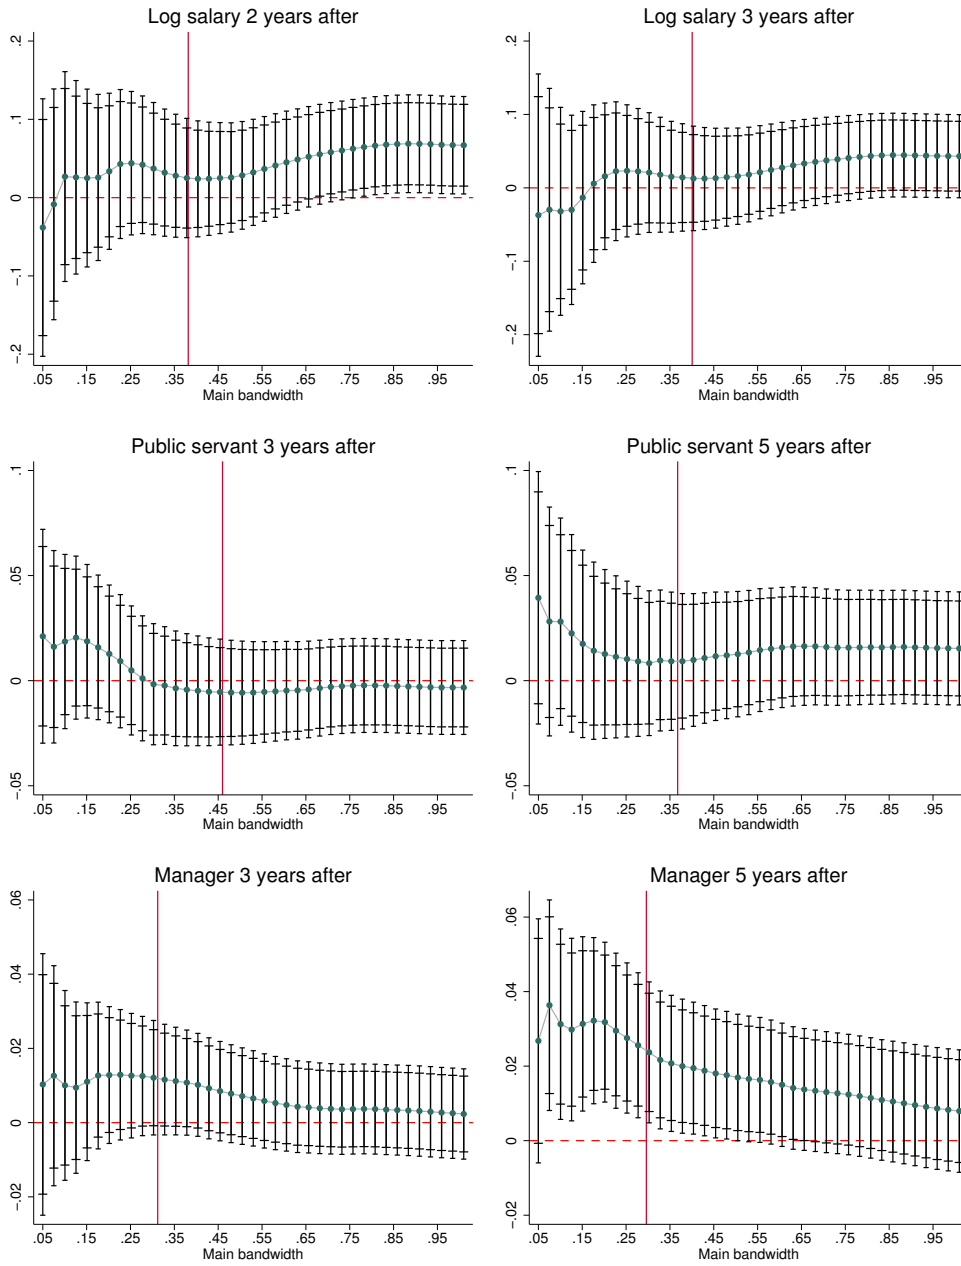 Log salary 2 years after
.2
.1
0
-.1
-.2
.05 .15 .25 .35 .45 .55 .65 .75 .85 .95
Main bandwidth
Log salary 3 years after
.2
.1
0
-.1
-.2
.05 .15 .25 .35 .45 .55 .65 .75 .85 .95
Main bandwidth
Public servant 3 years after
.1
.05
0
-.05
.05 .15 .25 .35 .45 .55 .65 .75 .85 .95
Main bandwidth
Public servant 5 years after
.1
.05
0
-.05
.05 .15 .25 .35 .45 .55 .65 .75 .85 .95
Main bandwidth
Manager 3 years after
.06
.04
.02
0
-.02
.05 .15 .25 .35 .45 .55 .65 .75 .85 .95
Main bandwidth
Manager 5 years after
.06
.04
.02
0
-.02
.05 .15 .25 .35 .45 .55 .65 .75 .85 .95
Main bandwidth